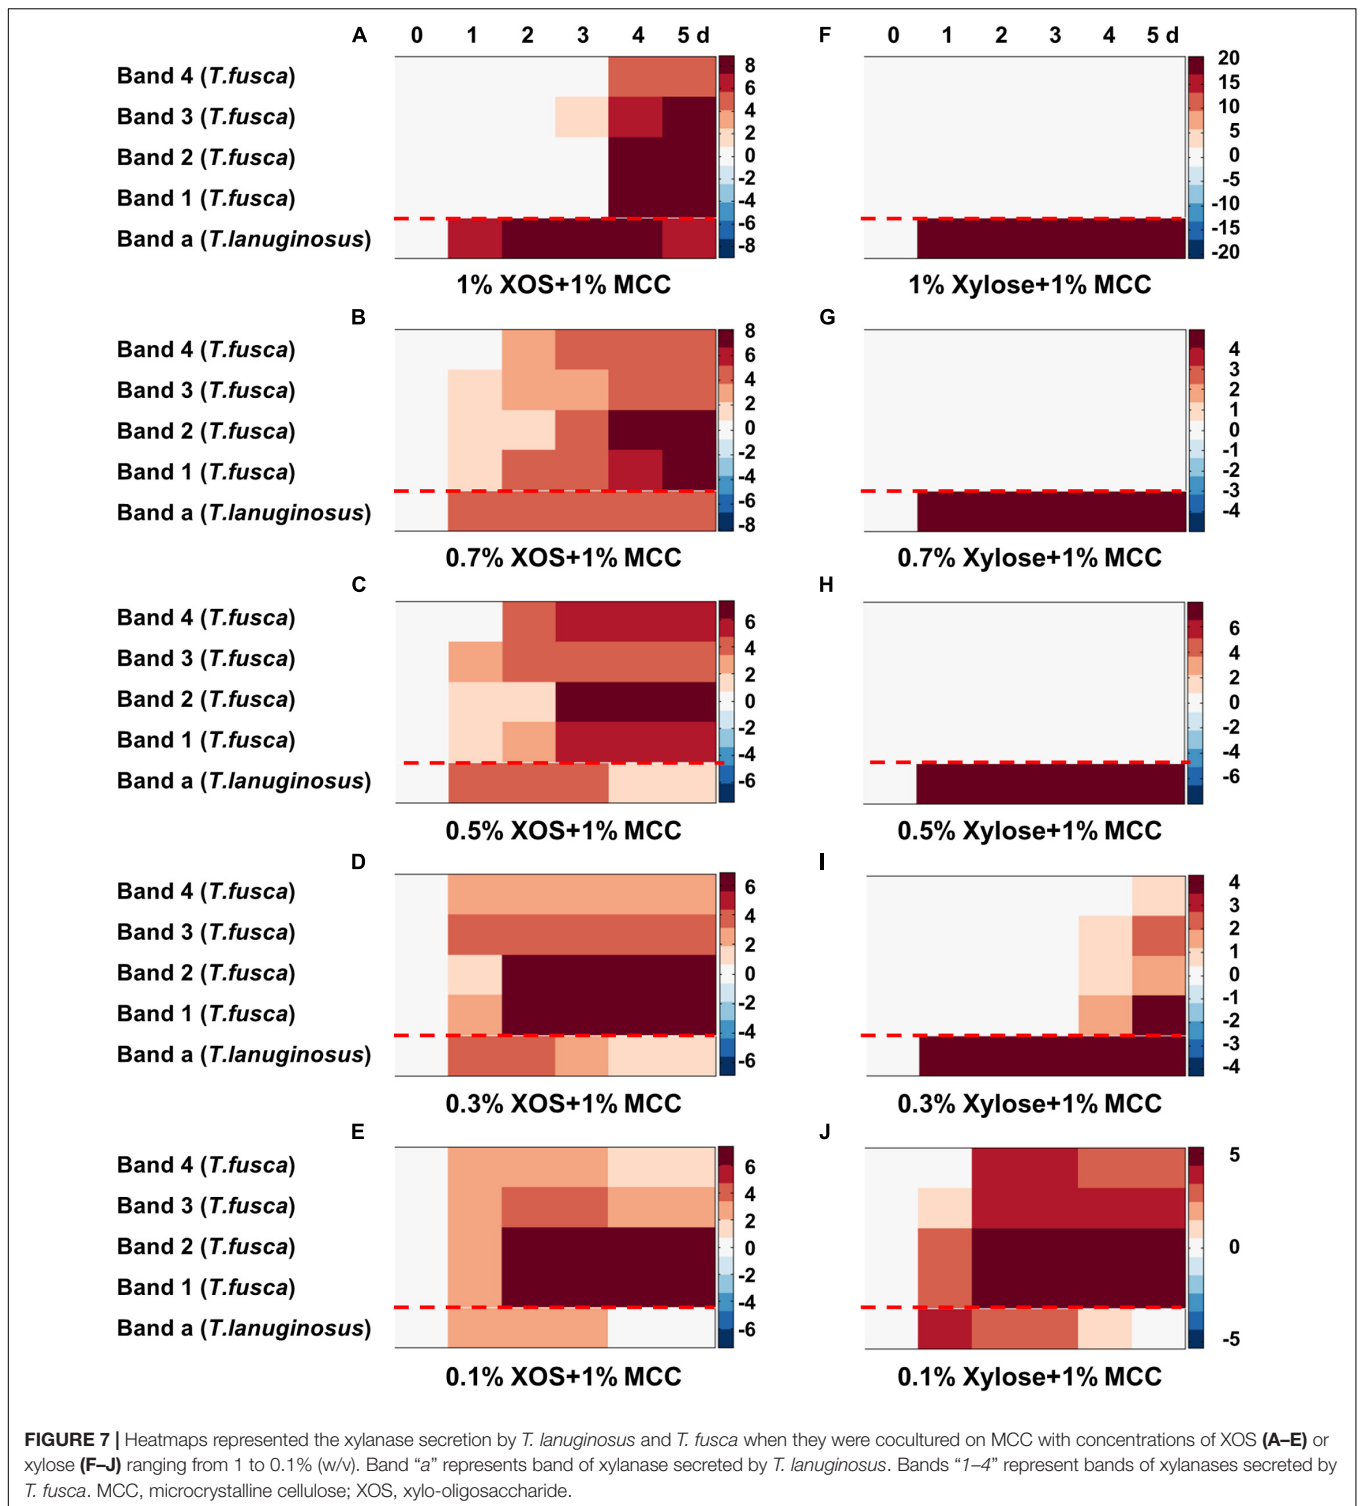 A 0 1 2 3 4 5 d
Band 4 (T.fusca)
Band 3 (T.fusca)
Band 2 (T.fusca)
Band 1 (T.fusca)
Band a (T.lanuginosus)
8
6
4
2
0
-2
-4
-6
-8
1% XOS+1% MCC
F 0 1 2 3 4 5 d
20
15
10
5
0
-5
-10
-15
-20
1% Xylose+1% MCC
B
Band 4 (T.fusca)
Band 3 (T.fusca)
Band 2 (T.fusca)
Band 1 (T.fusca)
Band a (T.lanuginosus)
8
6
4
2
0
-2
-4
-6
-8
0.7% XOS+1% MCC
G
4
3
2
1
0
-1
-2
-3
-4
0.7% Xylose+1% MCC
C
Band 4 (T.fusca)
Band 3 (T.fusca)
Band 2 (T.fusca)
Band 1 (T.fusca)
Band a (T.lanuginosus)
6
4
2
0
-2
-4
-6
0.5% XOS+1% MCC
H
6
4
2
0
-2
-4
-6
0.5% Xylose+1% MCC
D
Band 4 (T.fusca)
Band 3 (T.fusca)
Band 2 (T.fusca)
Band 1 (T.fusca)
Band a (T.lanuginosus)
6
4
2
0
-2
-4
-6
0.3% XOS+1% MCC
I
4
3
2
1
0
-1
-2
-3
-4
0.3% Xylose+1% MCC
E
Band 4 (T.fusca)
Band 3 (T.fusca)
Band 2 (T.fusca)
Band 1 (T.fusca)
Band a (T.lanuginosus)
6
4
2
0
-2
-4
-6
0.1% XOS+1% MCC
J
5
0
-5
0.1% Xylose+1% MCC
FIGURE 7 | Heatmaps represented the xylanase secretion by T. lanuginosus and T. fusca when they were cocultured on MCC with concentrations of XOS (A–E) or
xylose (F–J) ranging from 1 to 0.1% (w/v). Band “a” represents band of xylanase secreted by T. lanuginosus. Bands “1–4” represent bands of xylanases secreted by
T. fusca. MCC, microcrystalline cellulose; XOS, xylo-oligosaccharide.